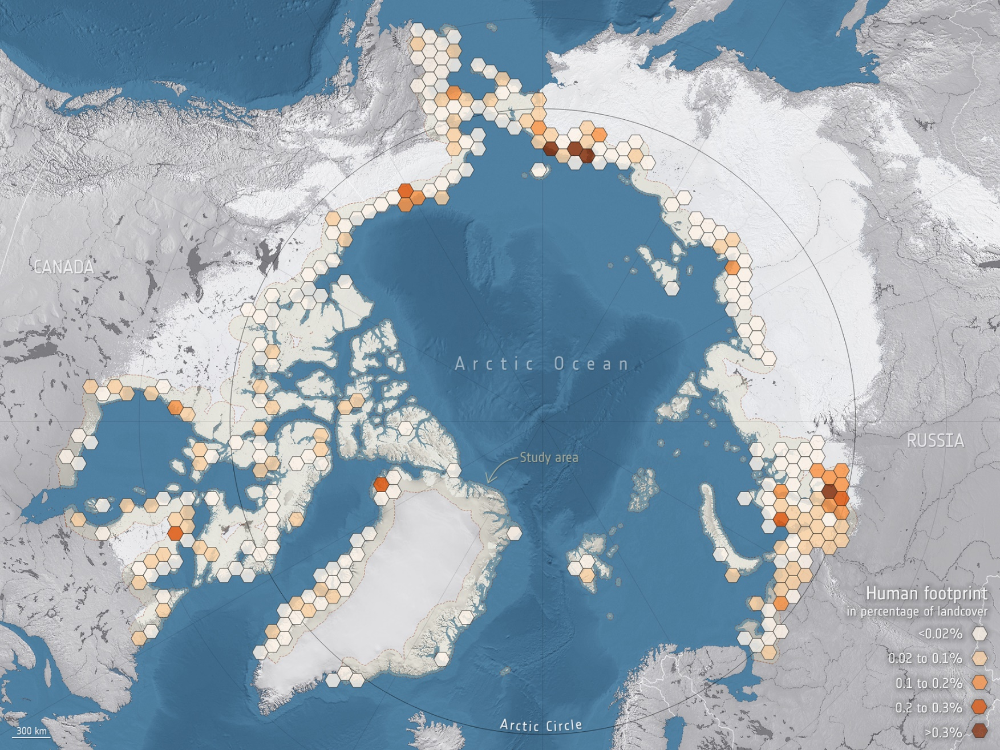 CANADA
Arctic Ocean
RUSSIA
Study area
Human footprint
in percentage of landcover
<0.02%
0.02 to 0.1%
0.1 to 0.2%
0.2 to 0.3%
>0.3%
Arctic Circle
300 km